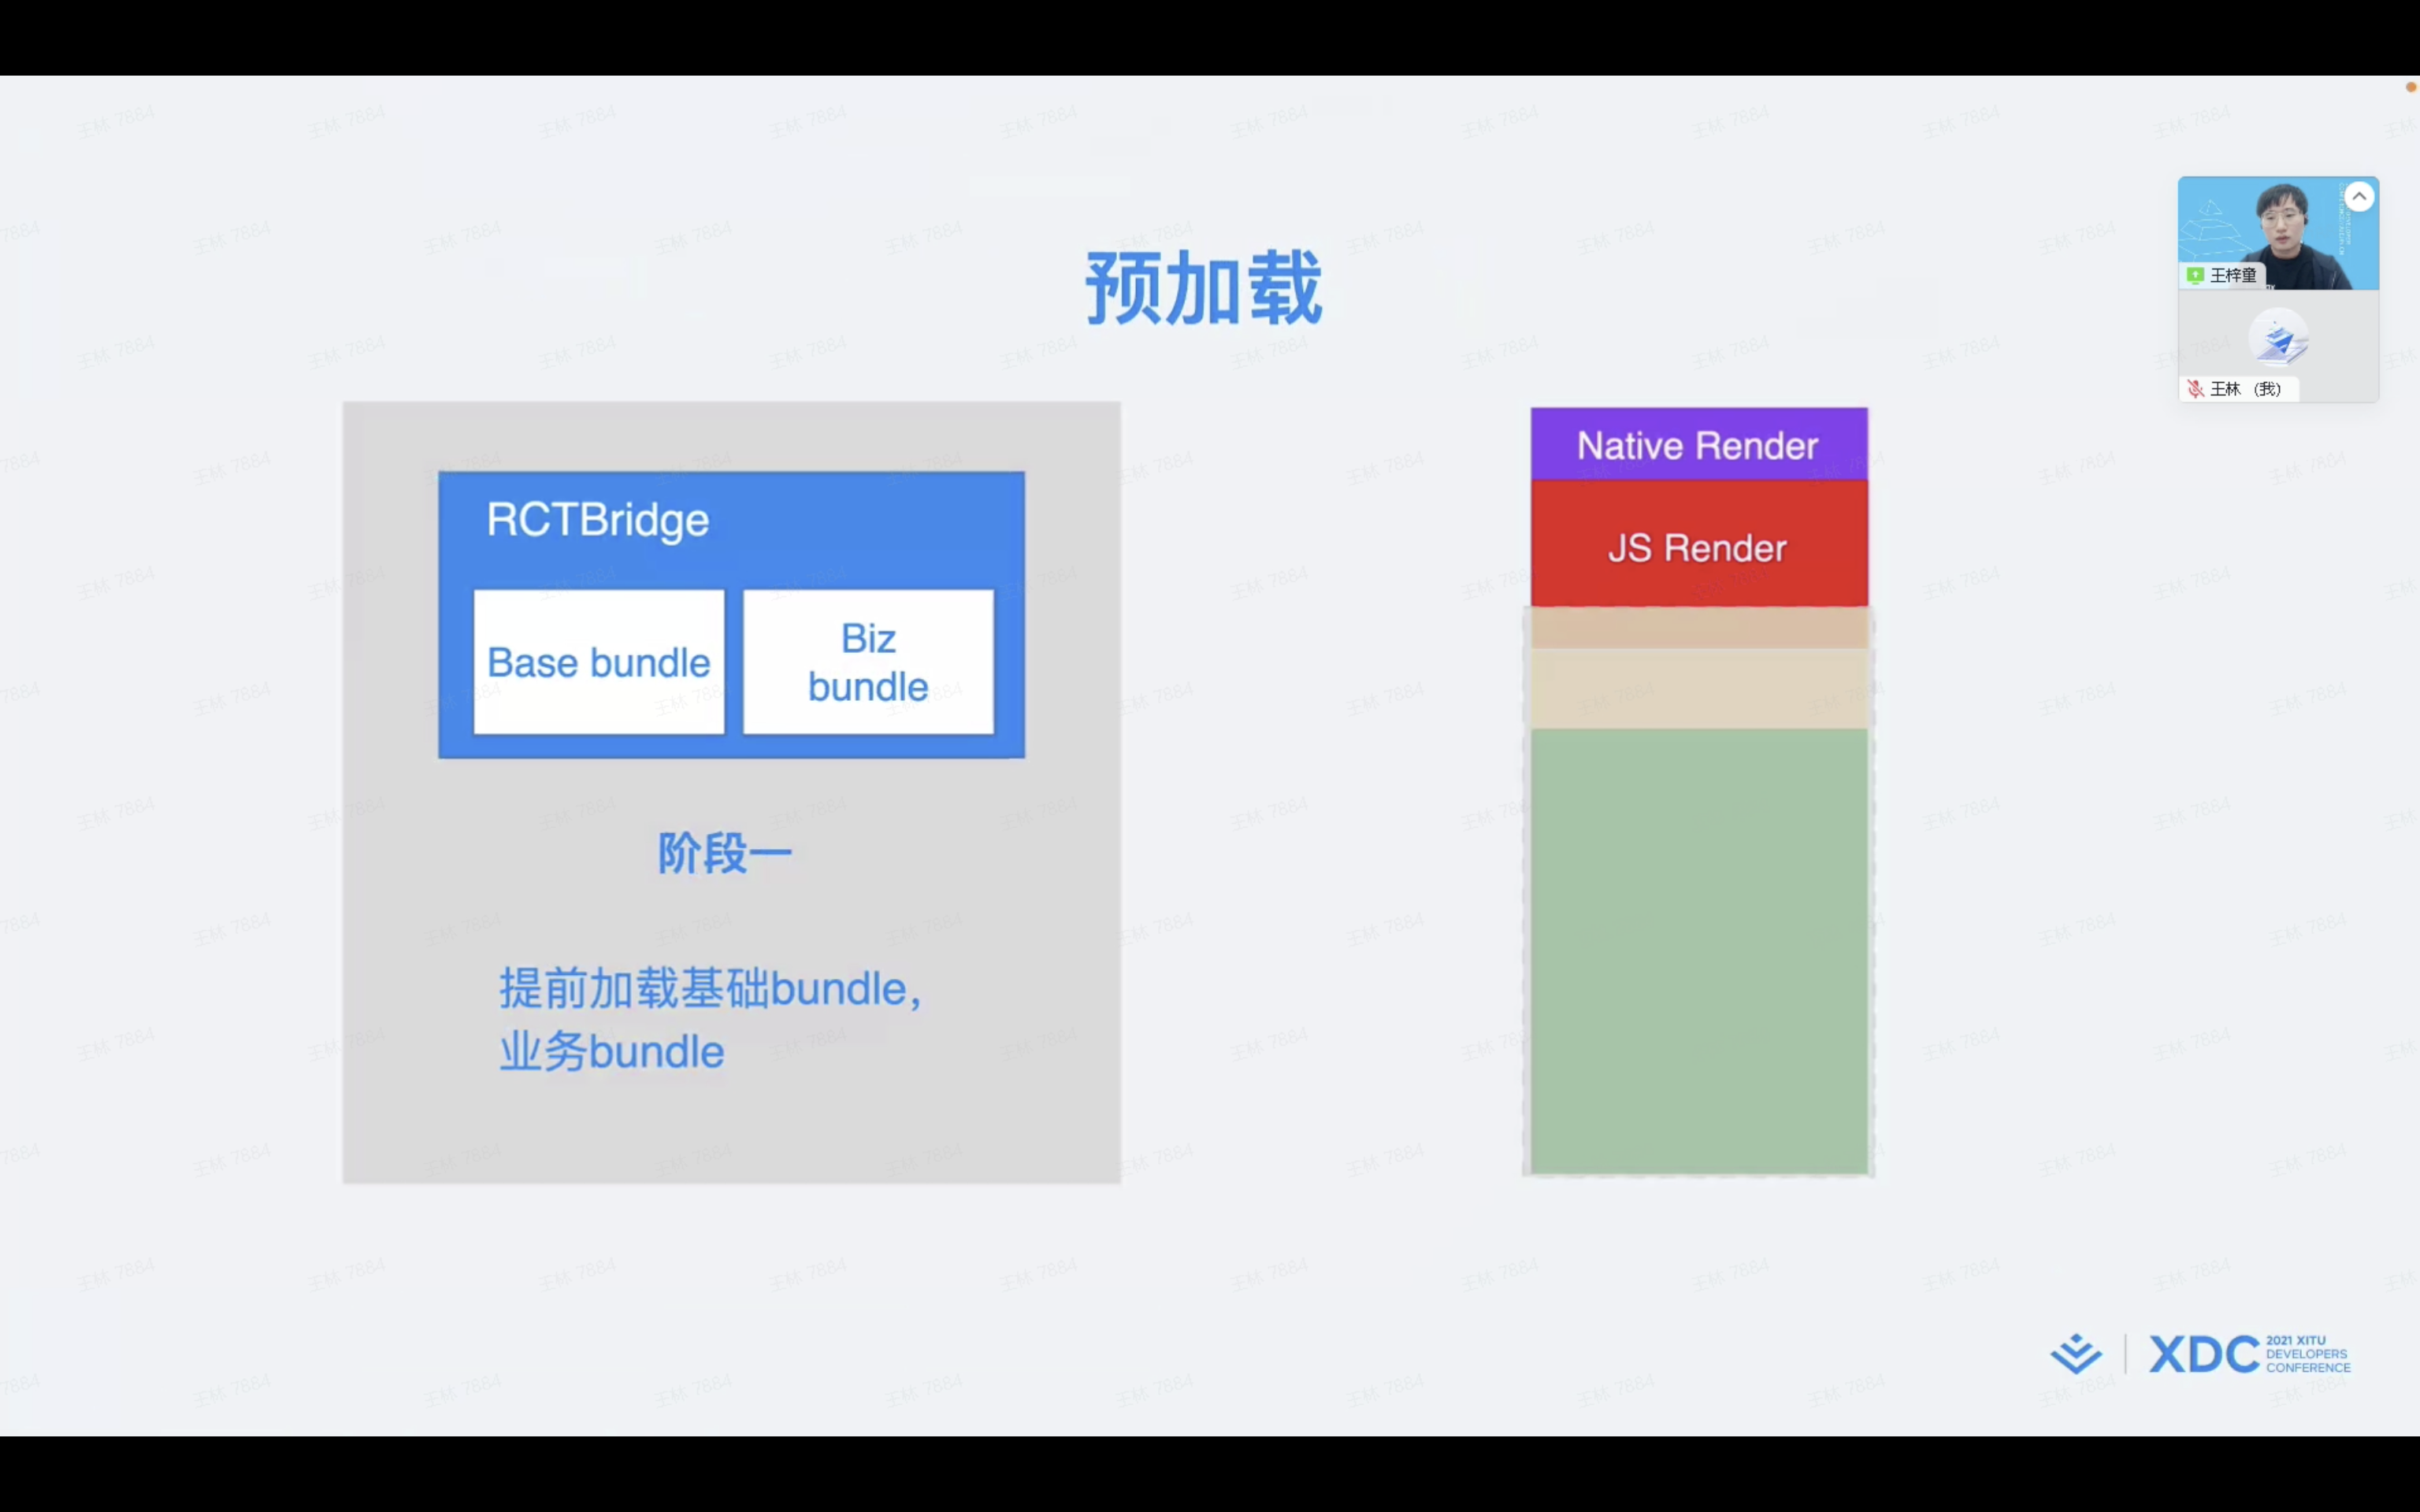 预加载
RCTBridge
Base bundle
Biz
bundle
阶段一
提前加载基础bundle,
业务bundle
Native Render
JS Render
王梓童
王林 (我)
XDC
2021 XITU
DEVELOPERS
CONFERENCE
王林 7884